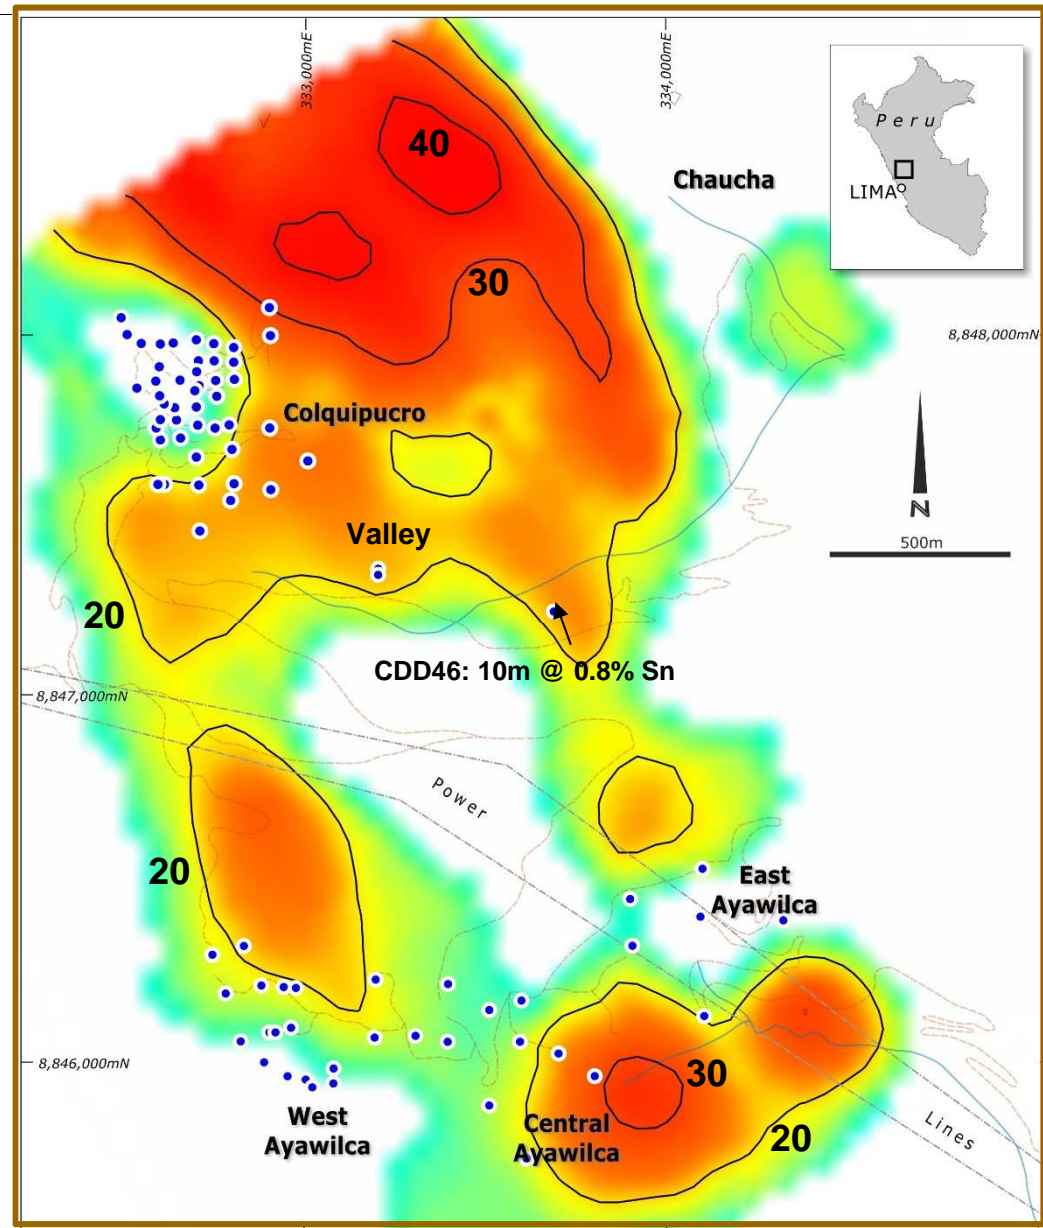 333,000mE
334,000mE
Peru
LIMA
40
Chaucha
30
8,848,000mN
Colquipucro
N
500m
Valley
20
CDD46: 10m @ 0.8% Sn
8,847,000mN
Power
20
East
Ayawilca
8,846,000mN
30
West
Ayawilca
Central
Ayawilca
20
Lines